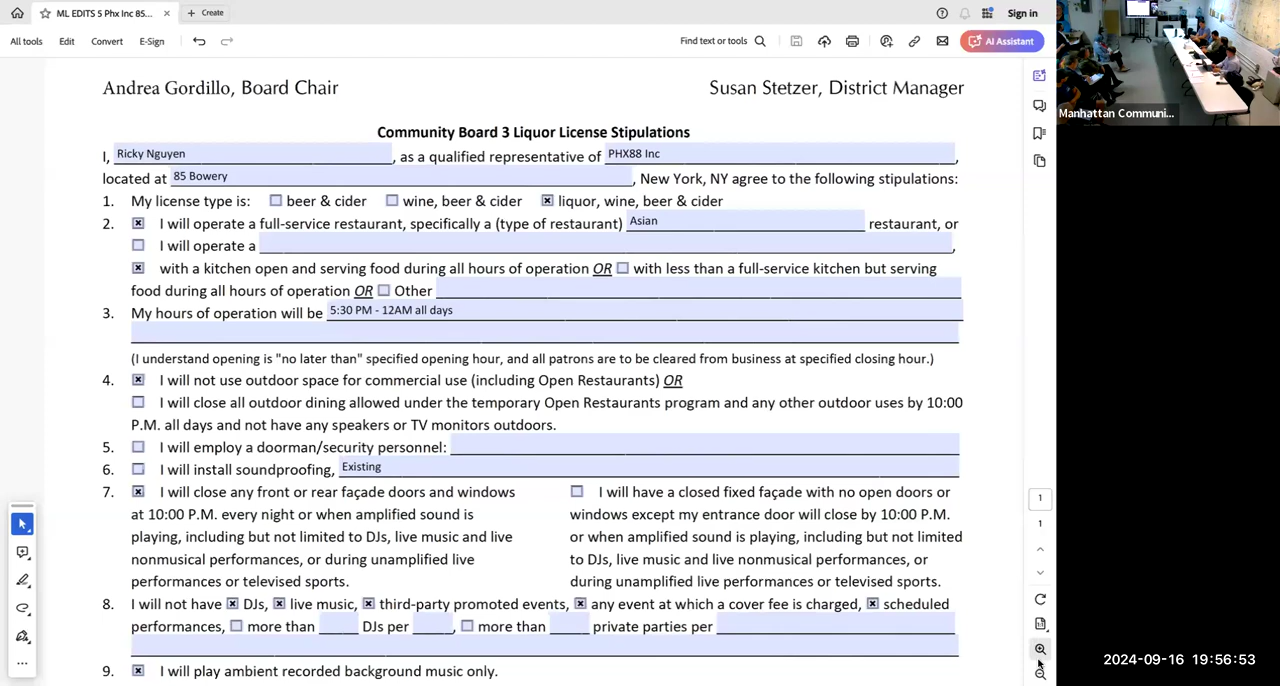 ML EDITS 5 Phx Inc 85...
Create
Sign in
All tools
Edit
Convert
E-Sign
Find text or tools
AI Assistant
Manhattan Communi...
Andrea Gordillo, Board Chair
Susan Stetzer, District Manager
Community Board 3 Liquor License Stipulations
I, Ricky Nguyen, as a qualified representative of PHX88 Inc,
located at 85 Bowery, New York, NY agree to the following stipulations:
1. My license type is: beer & cider wine, beer & cider liquor, wine, beer & cider
2. I will operate a full-service restaurant, specifically a (type of restaurant) Asian restaurant, or
I will operate a ,
with a kitchen open and serving food during all hours of operation OR with less than a full-service kitchen but serving
food during all hours of operation OR Other
3. My hours of operation will be 5:30 PM - 12AM all days
(I understand opening is "no later than" specified opening hour, and all patrons are to be cleared from business at specified closing hour.)
4. I will not use outdoor space for commercial use (including Open Restaurants) OR
I will close all outdoor dining allowed under the temporary Open Restaurants program and any other outdoor uses by 10:00
P.M. all days and not have any speakers or TV monitors outdoors.
5. I will employ a doorman/security personnel:
6. I will install soundproofing, Existing
7. I will close any front or rear façade doors and windows
at 10:00 P.M. every night or when amplified sound is
playing, including but not limited to DJs, live music and live
nonmusical performances, or during unamplified live
performances or televised sports.
I will have a closed fixed façade with no open doors or
windows except my entrance door will close by 10:00 P.M.
or when amplified sound is playing, including but not limited
to DJs, live music and live nonmusical performances, or
during unamplified live performances or televised sports.
8. I will not have DJs, live music, third-party promoted events, any event at which a cover fee is charged, scheduled
performances, more than DJs per , more than private parties per
9. I will play ambient recorded background music only.
1
1
2024-09-16 19:56:53